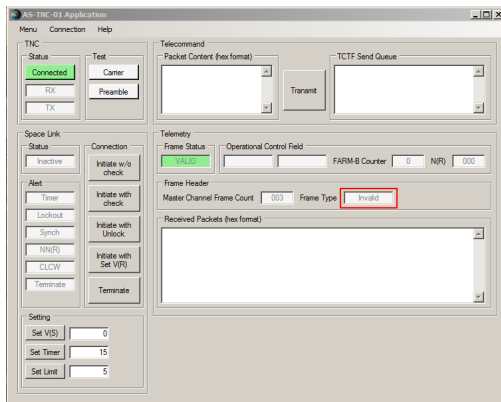 AS-TNC-01 Application
Menu Connection Help
TNC
Status
Connected
RX
TX
Test
Carrier
Preamble
Telecommand
Packet Content (hex format)
Transmit
TCTF Send Queue
Space Link
Status
Inactive
Alert
Timer
Lockout
Synch
NN(R)
CLCW
Terminate
Connection
Initiate w/o
check
Initiate with
check
Initiate with
Unlock
Initiate with
Set V(R)
Terminate
Telemetry
Frame Status
VALID
Operational Control Field
FARM-B Counter 0 N(R) 000
Frame Header
Master Channel Frame Count 003 Frame Type Invalid
Received Packets (hex format)
Setting
Set V(S) 0
Set Timer 15
Set Limit 5